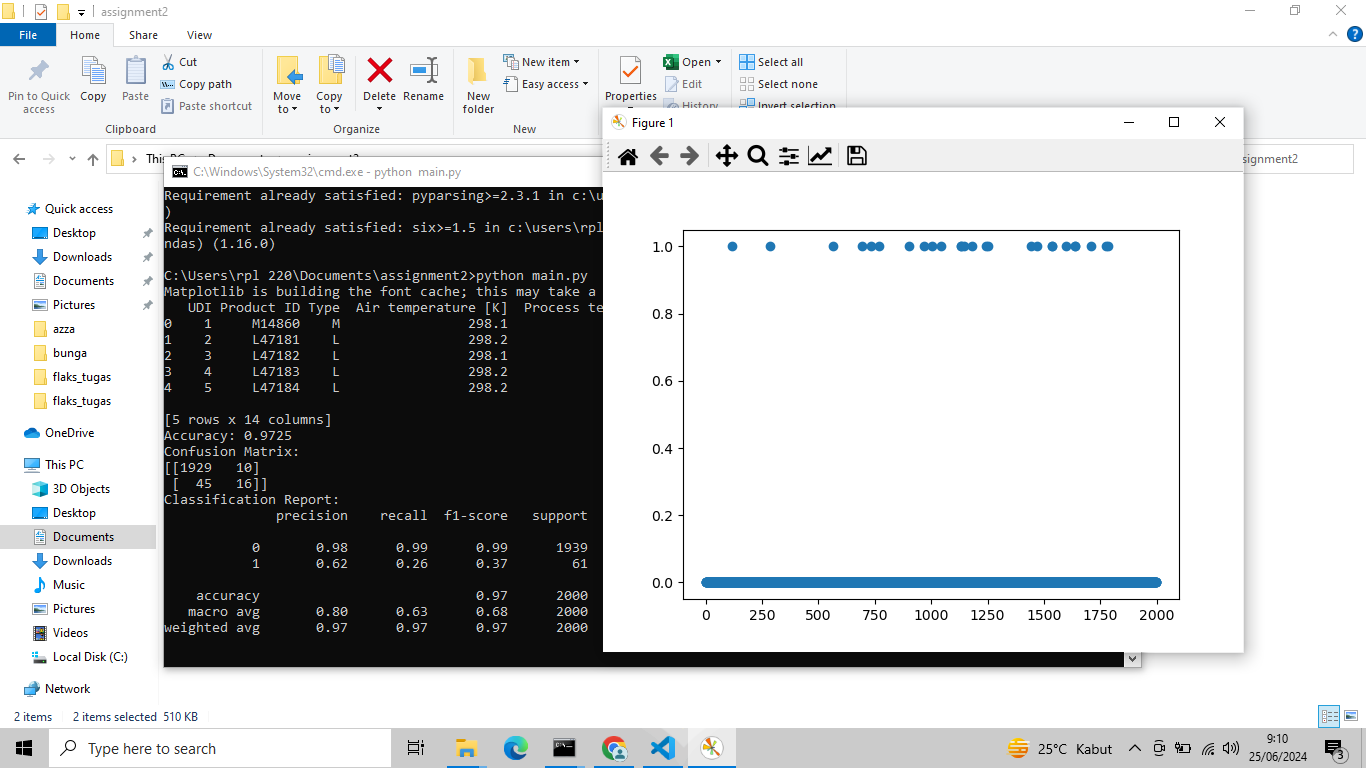 assignment2
File Home Share View
Pin to Quick access
Copy
Paste
Cut
Copy path
Paste shortcut
Clipboard
Move to
Copy to
Delete
Rename
Organize
New folder
New item
Easy access
New
Properties
Open
Edit
History
Select all
Select none
Invert selection
Figure 1
C:\Windows\System32\cmd.exe - python main.py
Requirement already satisfied: pyparsing>=2.3.1 in c:\u
)
Requirement already satisfied: six>=1.5 in c:\users\rpl
ndas) (1.16.0)
C:\Users\rpl 220\Documents\assignment2>python main.py
Matplotlib is building the font cache; this may take a
UDI Product ID Type Air temperature [K] Process te
0 1 M14860 M 298.1
1 2 L47181 L 298.2
2 3 L47182 L 298.1
3 4 L47183 L 298.2
4 5 L47184 L 298.2
[5 rows x 14 columns]
Accuracy: 0.9725
Confusion Matrix:
[[1929 10]
[ 45 16]]
Classification Report:
precision recall f1-score support
0 0.98 0.99 0.99 1939
1 0.62 0.26 0.37 61
accuracy 0.97 2000
macro avg 0.80 0.63 0.68 2000
weighted avg 0.97 0.97 0.97 2000
1.0
0.8
0.6
0.4
0.2
0.0
0 250 500 750 1000 1250 1500 1750 2000
Quick access
Desktop
Downloads
Documents
Pictures
azza
bunga
flaks_tugas
flaks_tugas
OneDrive
This PC
3D Objects
Desktop
Documents
Downloads
Music
Pictures
Videos
Local Disk (C:)
Network
2 items 2 items selected 510 KB
Type here to search
25°C Kabut
9:10
25/06/2024
3